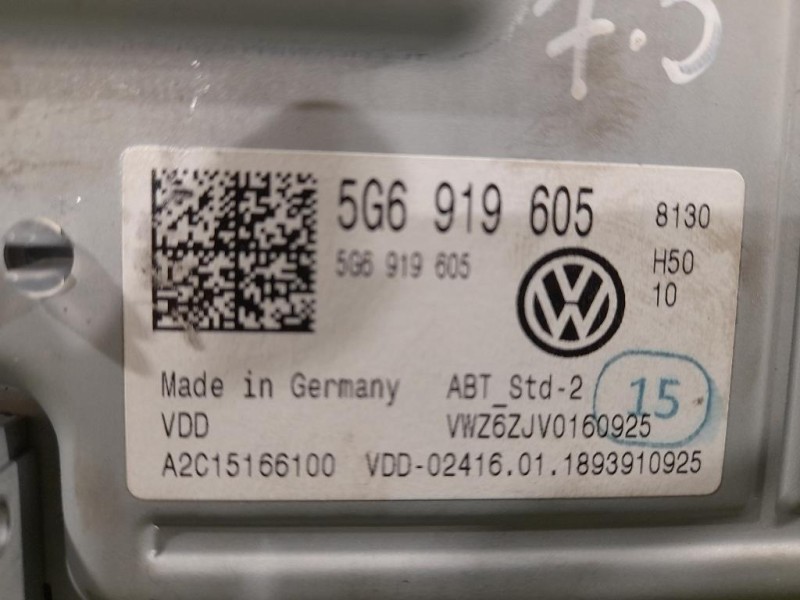 7.5
5G6 919 605 8130
5G6 919 605 H50
10
Made in Germany ABT_Std-2
15
VDD VWZ6ZJV0160925
A2C15166100 VDD-02416.01.1893910925